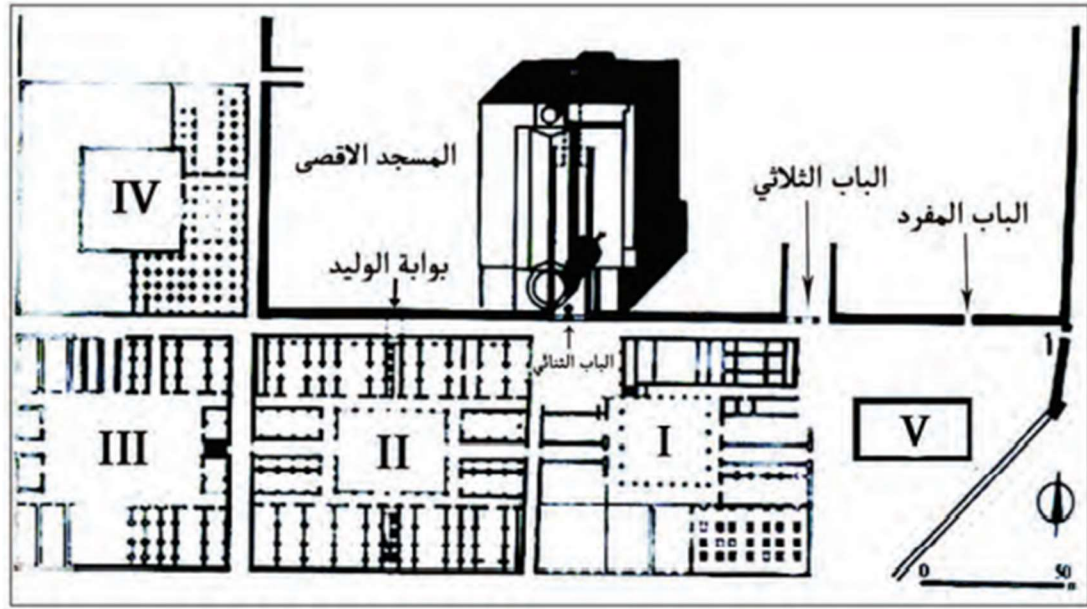 المسجد الاقصى
الباب الثلاثي
الباب المفرد
IV
بوابة الوليد
الباب الثنائي
I
II
III
V
0
50